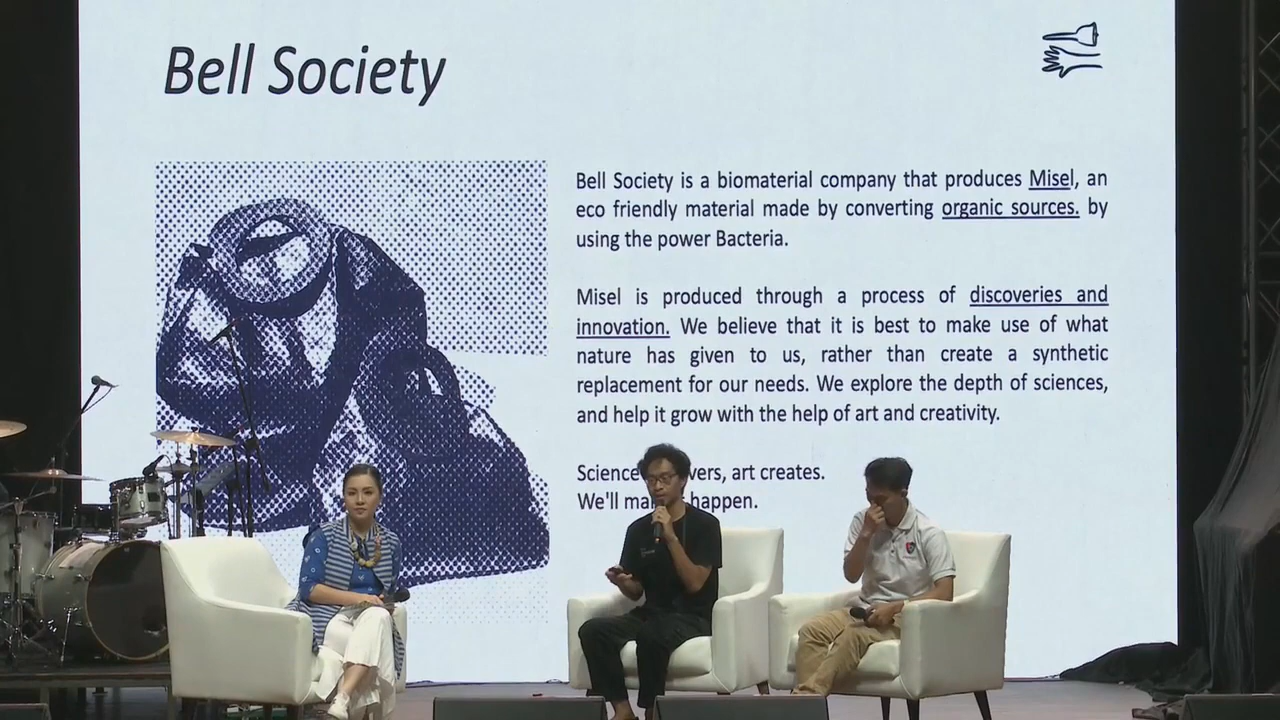 Bell Society
Bell Society is a biomaterial company that produces Misel, an
eco friendly material made by converting organic sources. by
using the power Bacteria.
Misel is produced through a process of discoveries and
innovation. We believe that it is best to make use of what
nature has given to us, rather than create a synthetic
replacement for our needs. We explore the depth of sciences,
and help it grow with the help of art and creativity.
Science vers, art creates.
We'll happen.